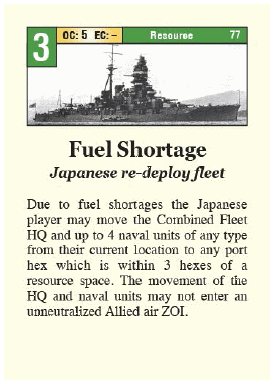 3 OC: 5 EC: – Resource 77
Fuel Shortage
Japanese re-deploy fleet
Due to fuel shortages the Japanese
player may move the Combined Fleet
HQ and up to 4 naval units of any type
from their current location to any port
hex which is within 3 hexes of a
resource space. The movement of the
HQ and naval units may not enter an
unneutralized Allied air ZOI.